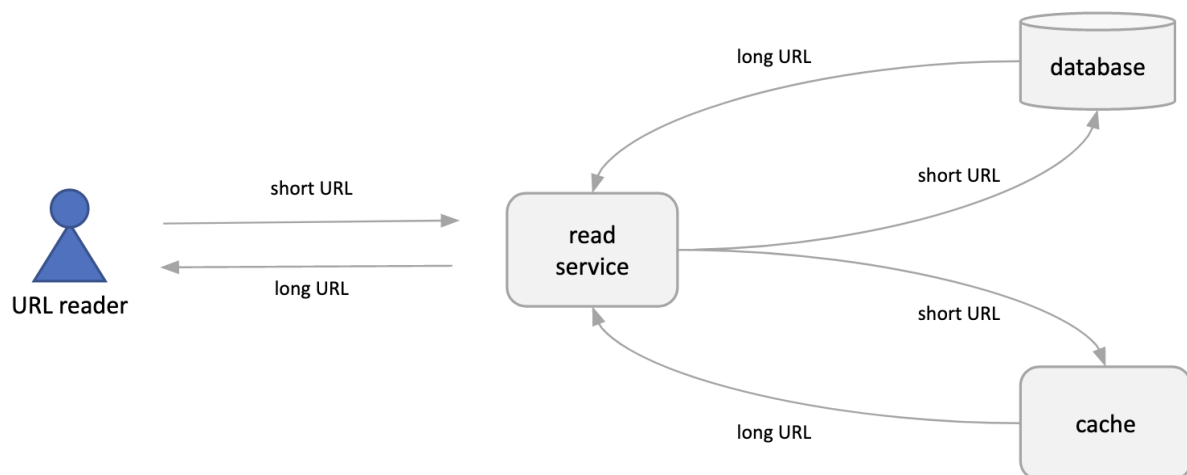 long URL
database
short URL
short URL
read
service
long URL
URL reader
short URL
long URL
cache